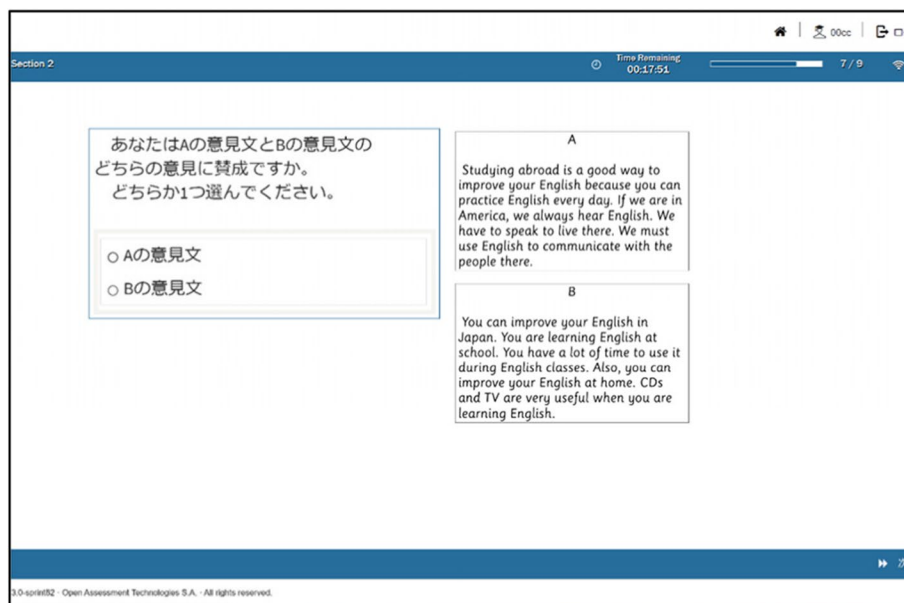 00cc
Section 2
Time Remaining
00:17:51
7 / 9
あなたはAの意見文とBの意見文の
どちらの意見に賛成ですか。
どちらか1つ選んでください。
Aの意見文
Bの意見文
A
Studying abroad is a good way to
improve your English because you can
practice English every day. If we are in
America, we always hear English. We
have to speak to live there. We must
use English to communicate with the
people there.
B
You can improve your English in
Japan. You are learning English at
school. You have a lot of time to use it
during English classes. Also, you can
improve your English at home. CDs
and TV are very useful when you are
learning English.
3.0-sprint82 · Open Assessment Technologies S.A. · All rights reserved.